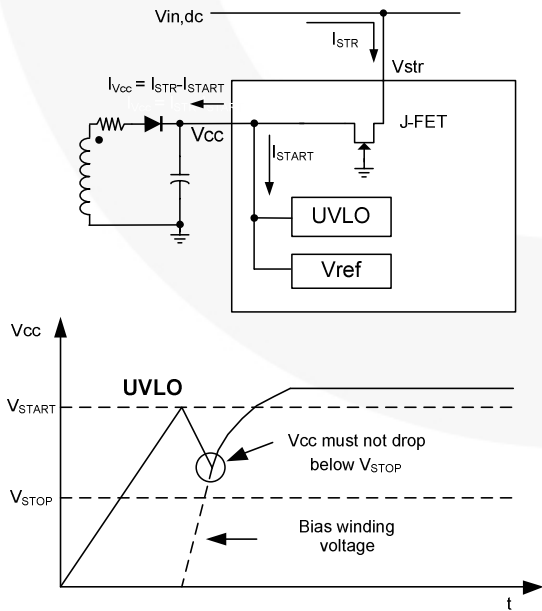 Vin,dc
ISTR
Vstr
IVcc = ISTR-ISTART
J-FET
Vcc
ISTART
UVLO
Vref
Vcc
UVLO
VSTART
Vcc must not drop
below VSTOP
VSTOP
Bias winding
voltage
t